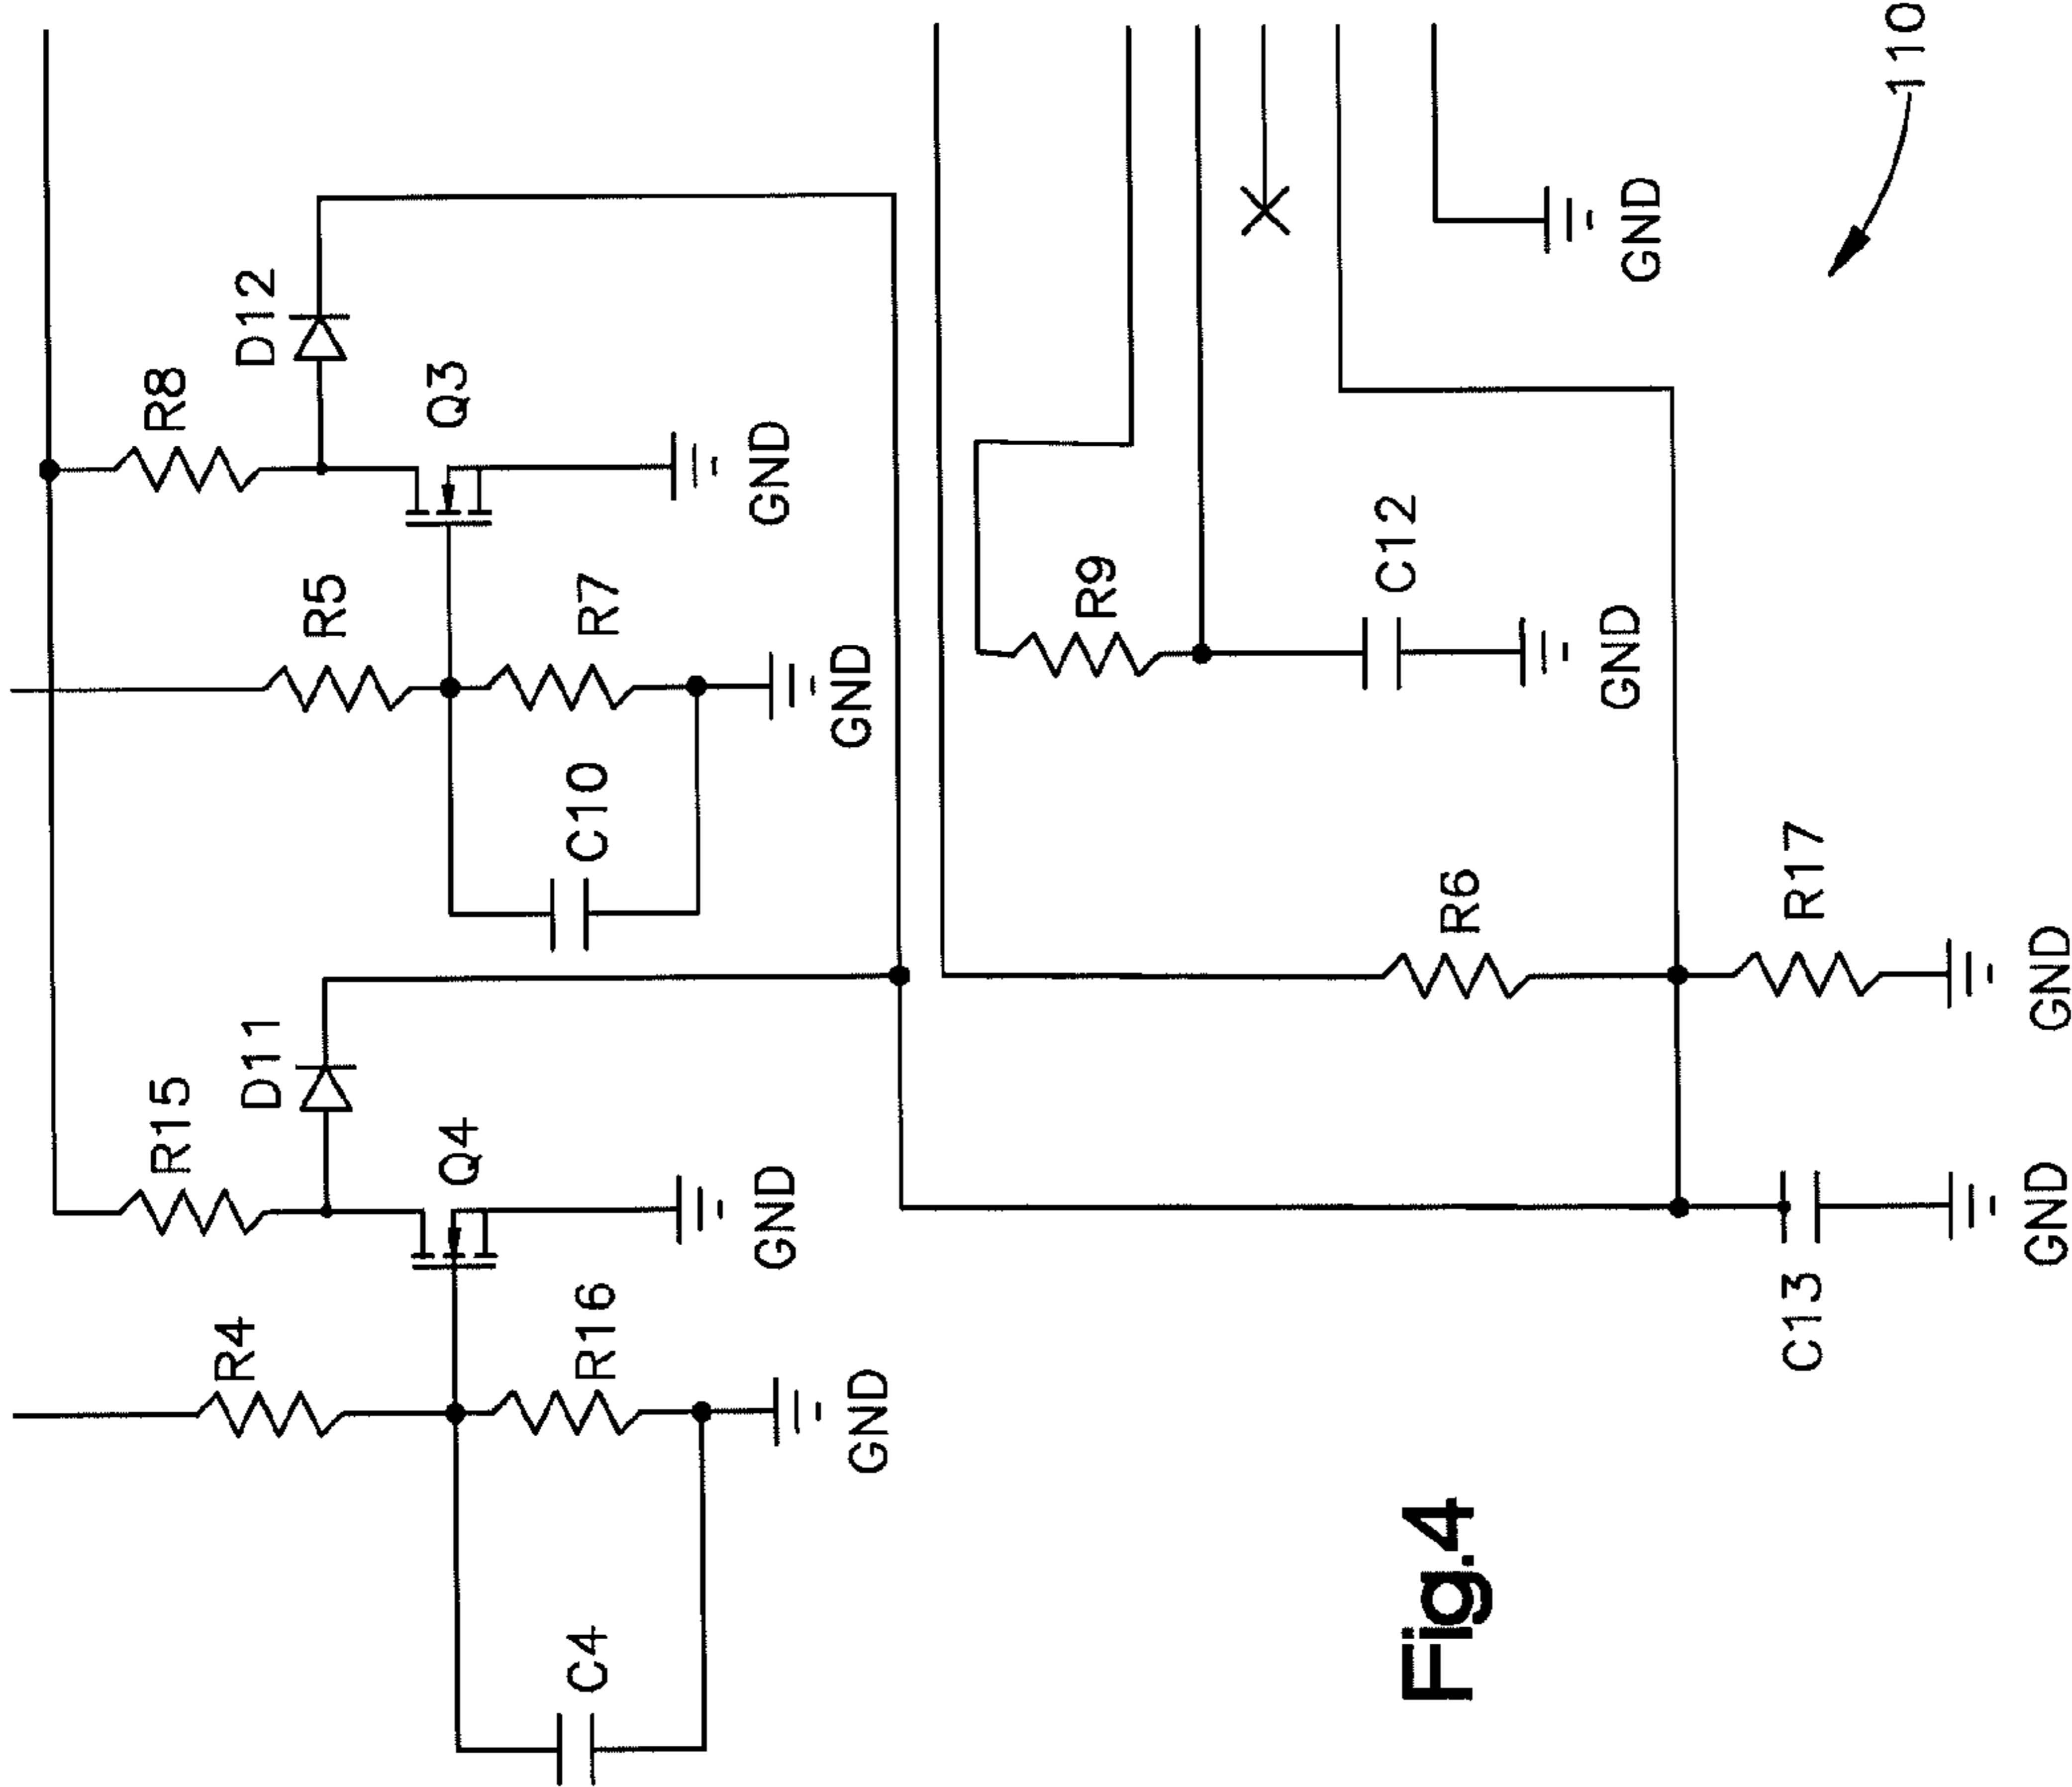 110
D12
R8
Q3
GND
GND
R5
R7
R9
C12
GND
GND
C10
GND
R6
R17
GND
D11
R15
Q4
GND
R4
R16
GND
C13
GND
C4
Fig.4